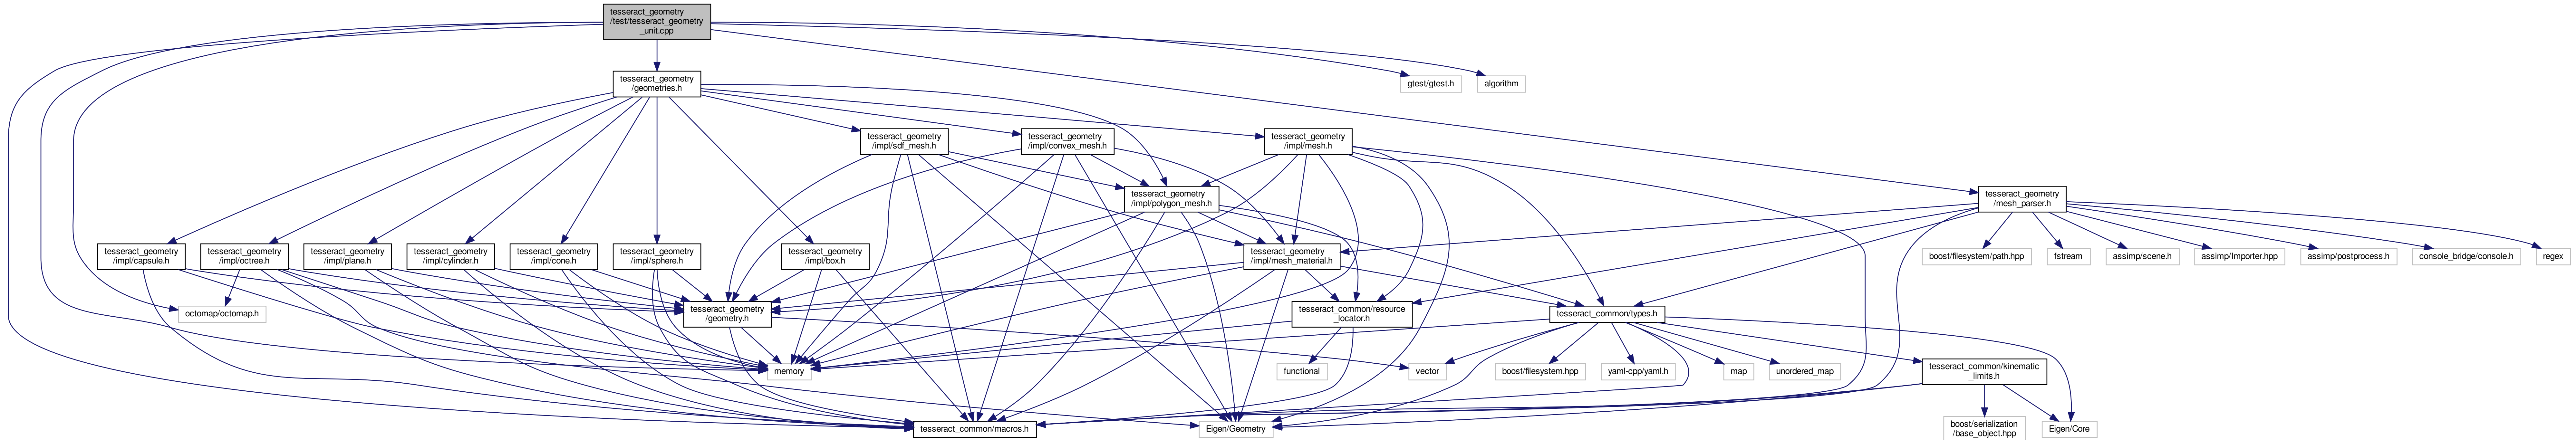 tesseract_geometry
/test/tesseract_geometry
_unit.cpp
tesseract_geometry
/geometries.h
gtest/gtest.h
algorithm
tesseract_geometry
/impl/sdf_mesh.h
tesseract_geometry
/impl/convex_mesh.h
tesseract_geometry
/impl/mesh.h
tesseract_geometry
/impl/polygon_mesh.h
tesseract_geometry
/mesh_parser.h
tesseract_geometry
/impl/capsule.h
tesseract_geometry
/impl/octree.h
tesseract_geometry
/impl/plane.h
tesseract_geometry
/impl/cylinder.h
tesseract_geometry
/impl/cone.h
tesseract_geometry
/impl/sphere.h
tesseract_geometry
/impl/box.h
tesseract_geometry
/impl/mesh_material.h
boost/filesystem/path.hpp
fstream
assimp/scene.h
assimp/Importer.hpp
assimp/postprocess.h
console_bridge/console.h
regex
octomap/octomap.h
tesseract_geometry
/geometry.h
tesseract_common/resource
_locator.h
tesseract_common/types.h
memory
functional
vector
boost/filesystem.hpp
yaml-cpp/yaml.h
map
unordered_map
tesseract_common/kinematic
_limits.h
tesseract_common/macros.h
Eigen/Geometry
boost/serialization
/base_object.hpp
Eigen/Core